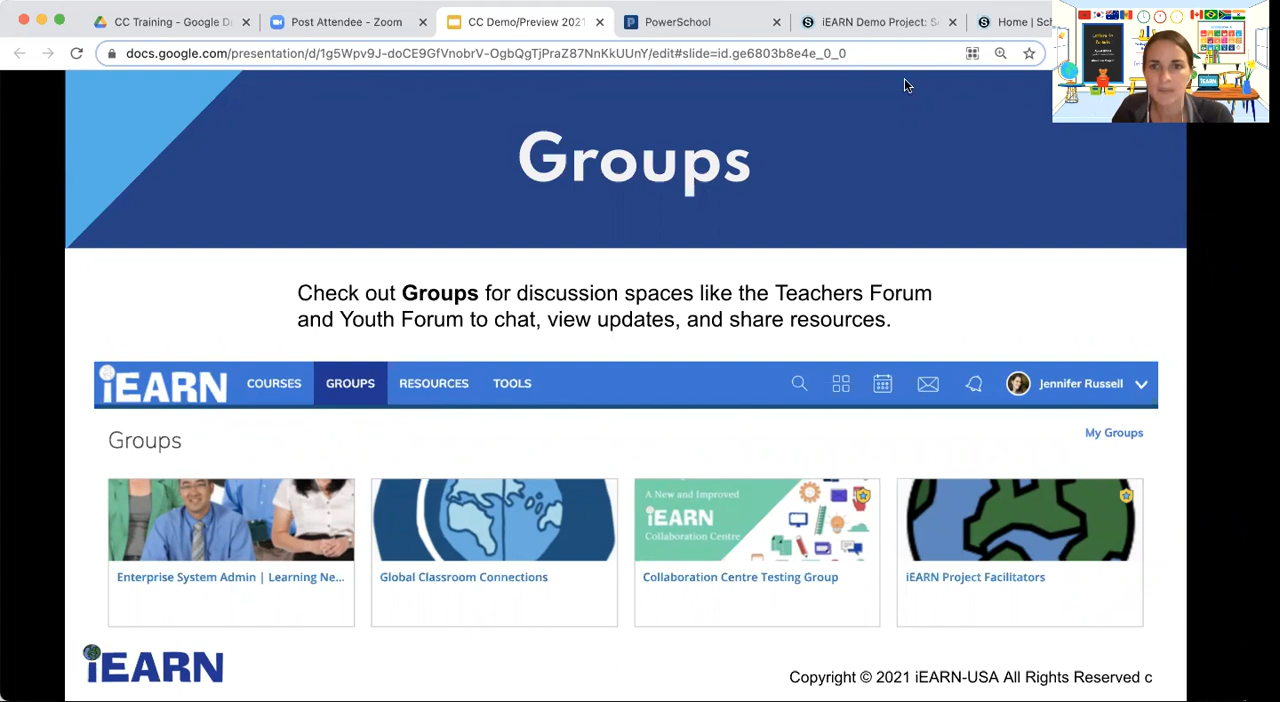 CC Training - Google Dr
Post Attendee - Zoom
CC Demo/Preview 2021
PowerSchool
iEARN Demo Project: S
Home | Sch
docs.google.com/presentation/d/1g5Wpv9J-dotC9GfVnobrV-OgQgTjPraZ8RNnKkUUnY/edit#slide=id.ge6803be84e_0_0
Groups
Check out Groups for discussion spaces like the Teachers Forum
and Youth Forum to chat, view updates, and share resources.
iEARN COURSES GROUPS RESOURCES TOOLS Jennifer Russell
Groups
My Groups
A New and Improved
iEARN
Collaboration Centre
Enterprise System Admin | Learning Ne...
Global Classroom Connections
Collaboration Centre Testing Group
iEARN Project Facilitators
iEARN
Copyright © 2021 iEARN-USA All Rights Reserved c